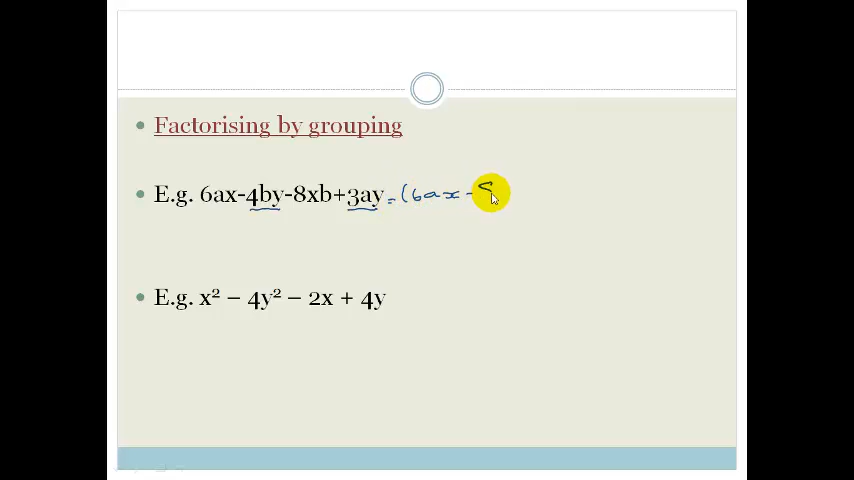 Factorising by grouping
E.g. 6ax-4by-8xb+3ay = (6ax -
E.g. x² – 4y² – 2x + 4y